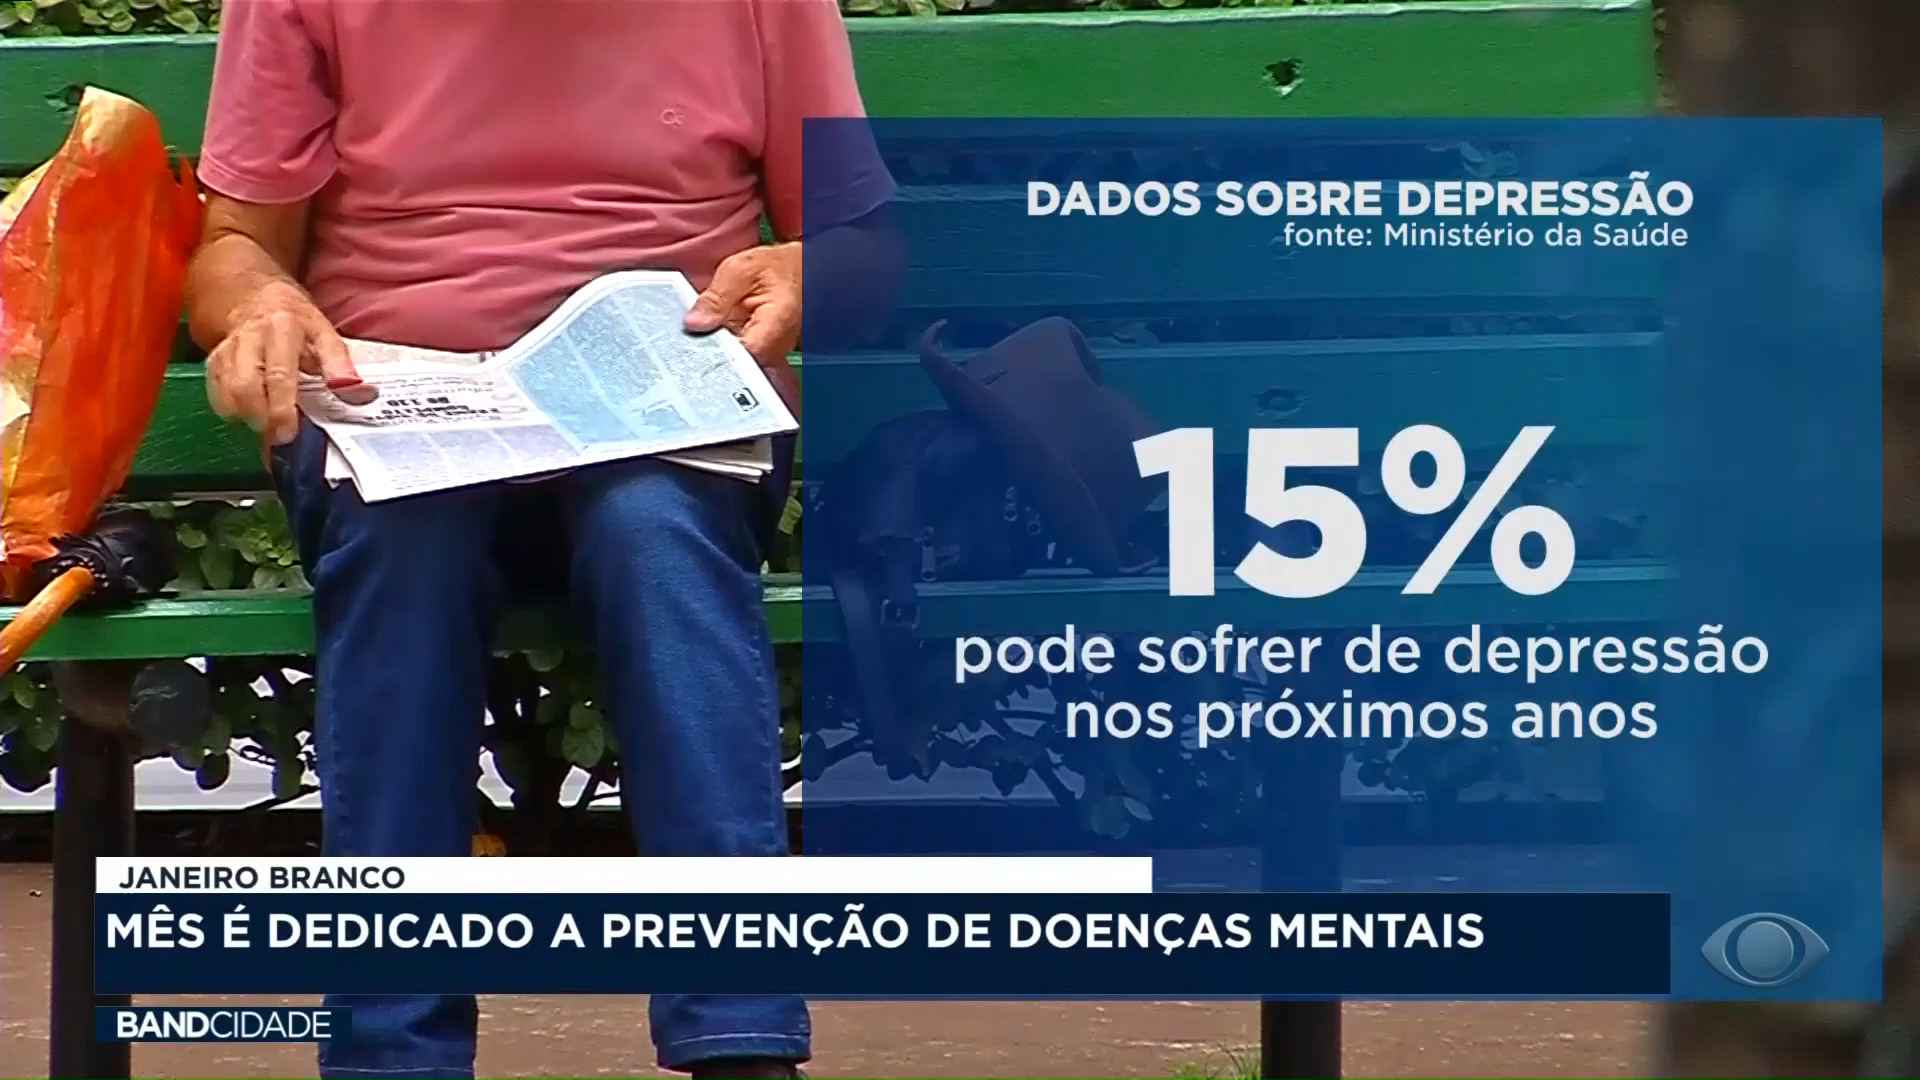 DADOS SOBRE DEPRESSÃO
fonte: Ministério da Saúde
15%
pode sofrer de depressão
nos próximos anos
JANEIRO BRANCO
MÊS É DEDICADO A PREVENÇÃO DE DOENÇAS MENTAIS
BANDCIDADE